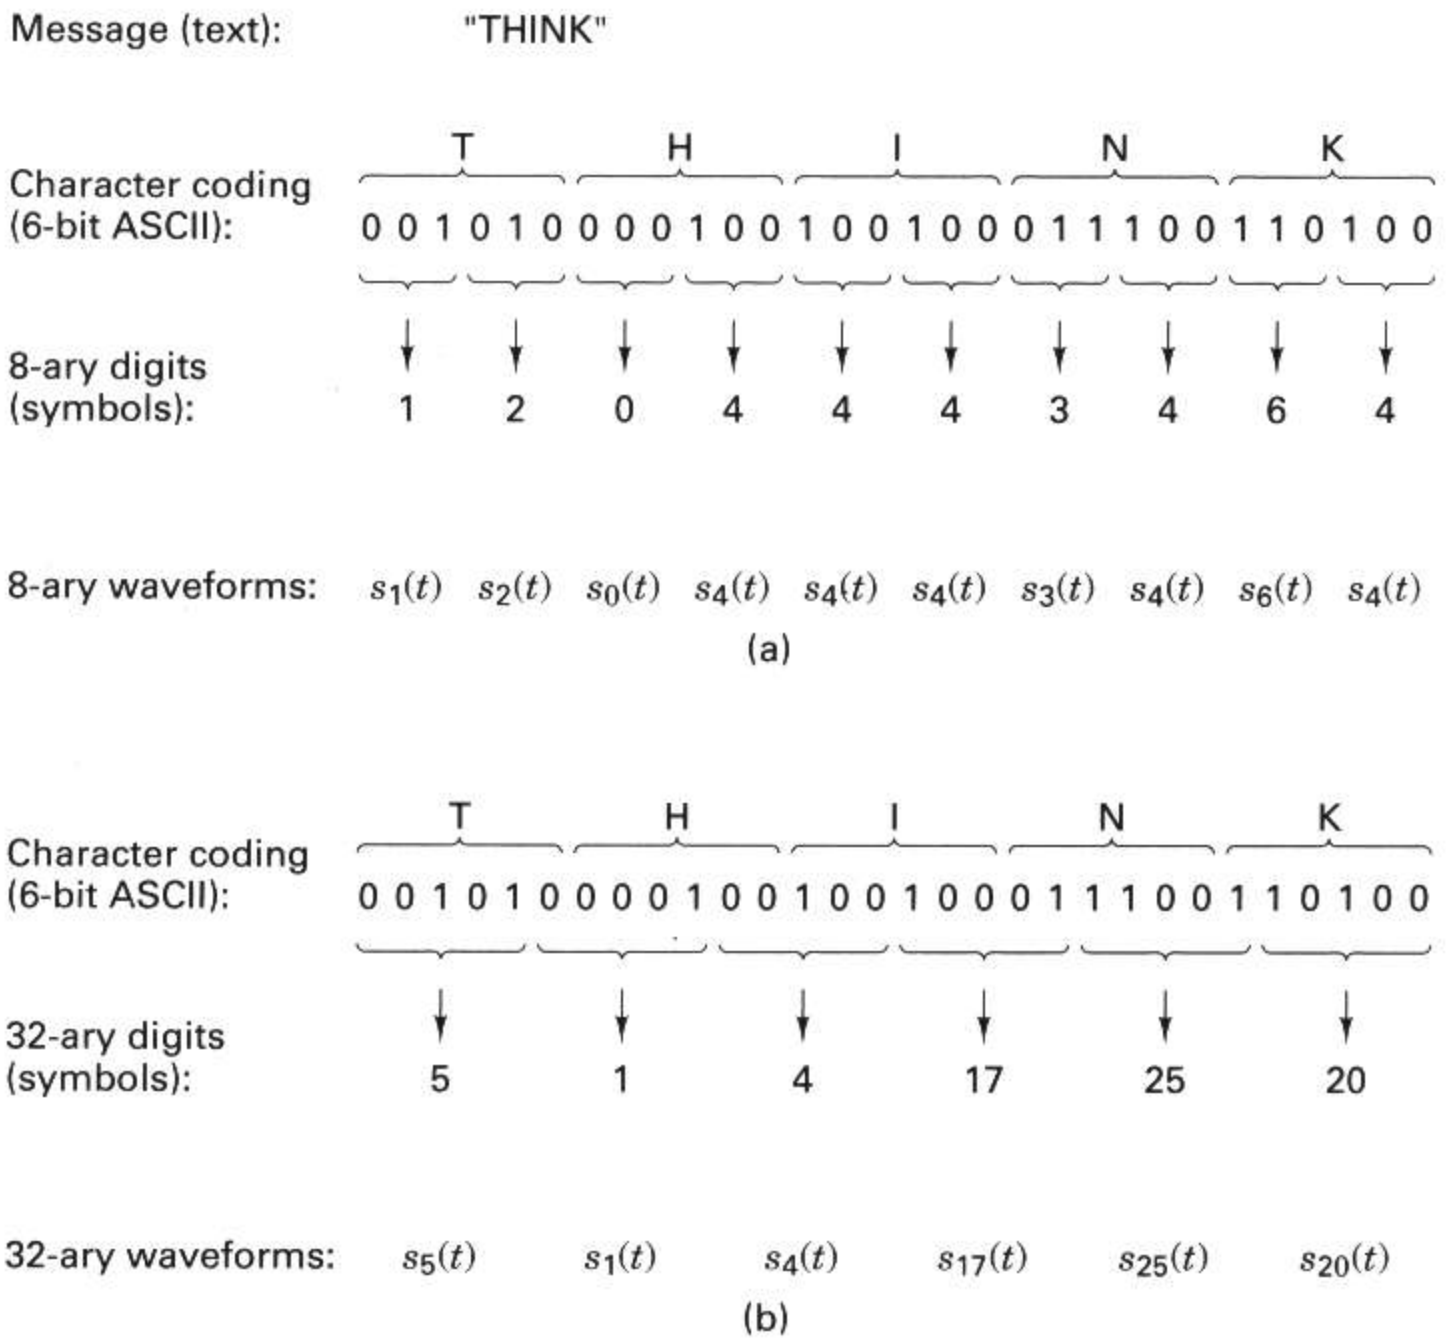 Message (text): "THINK"
T H I N K
Character coding
(6-bit ASCII): 0 0 1 0 1 0 0 0 0 1 0 0 1 0 0 1 0 0 0 1 1 1 0 0 1 1 0 1 0 0
8-ary digits
(symbols): 1 2 0 4 4 4 3 4 6 4
8-ary waveforms: s₁(t) s₂(t) s₀(t) s₄(t) s₄(t) s₄(t) s₃(t) s₄(t) s₆(t) s₄(t)
(a)
T H I N K
Character coding
(6-bit ASCII): 0 0 1 0 1 0 0 0 0 1 0 0 1 0 0 1 0 0 0 1 1 1 0 0 1 1 0 1 0 0
32-ary digits
(symbols): 5 1 4 17 25 20
32-ary waveforms: s₅(t) s₁(t) s₄(t) s₁₇(t) s₂₅(t) s₂₀(t)
(b)